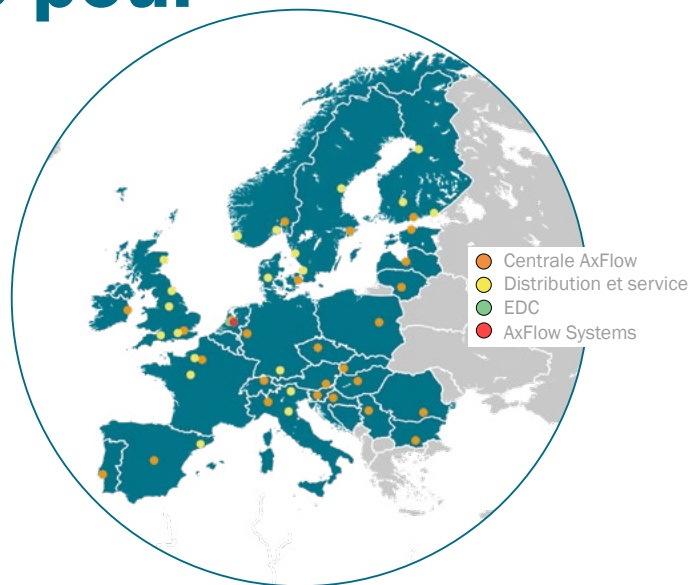 pour
Centrale AxFlow
Distribution et service
EDC
AxFlow Systems